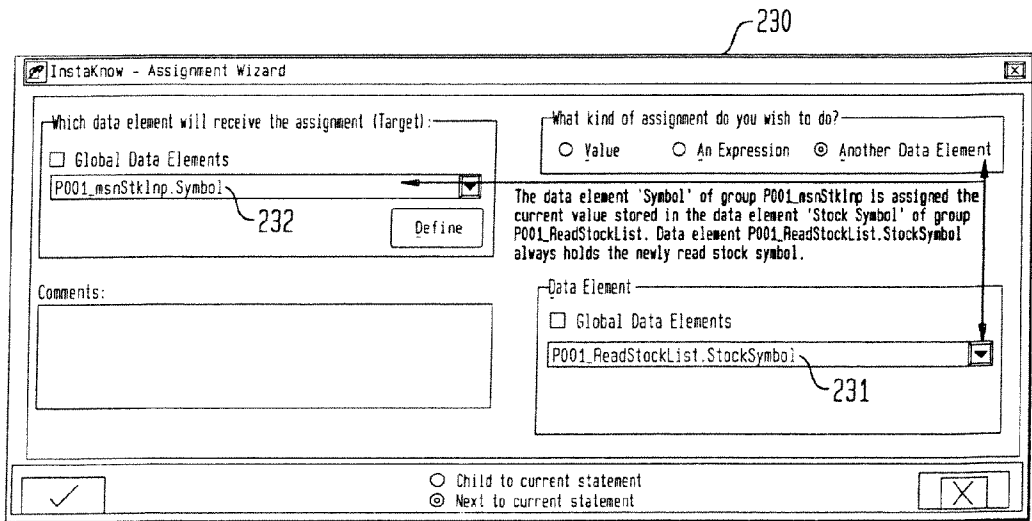 230
InstaKnow - Assignment Wizard
Which data element will receive the assignment (Target):
Global Data Elements
P001_msnStkInp.Symbol
232
Define
What kind of assignment do you wish to do?
Value
An Expression
Another Data Element
The data element 'Symbol' of group P001_msnStkInp is assigned the
current value stored in the data element 'Stock Symbol' of group
P001_ReadStockList. Data element P001_ReadStockList.StockSymbol
always holds the newly read stock symbol.
Comments:
Data Element
Global Data Elements
P001_ReadStockList.StockSymbol
231
Child to current statement
Next to current statement